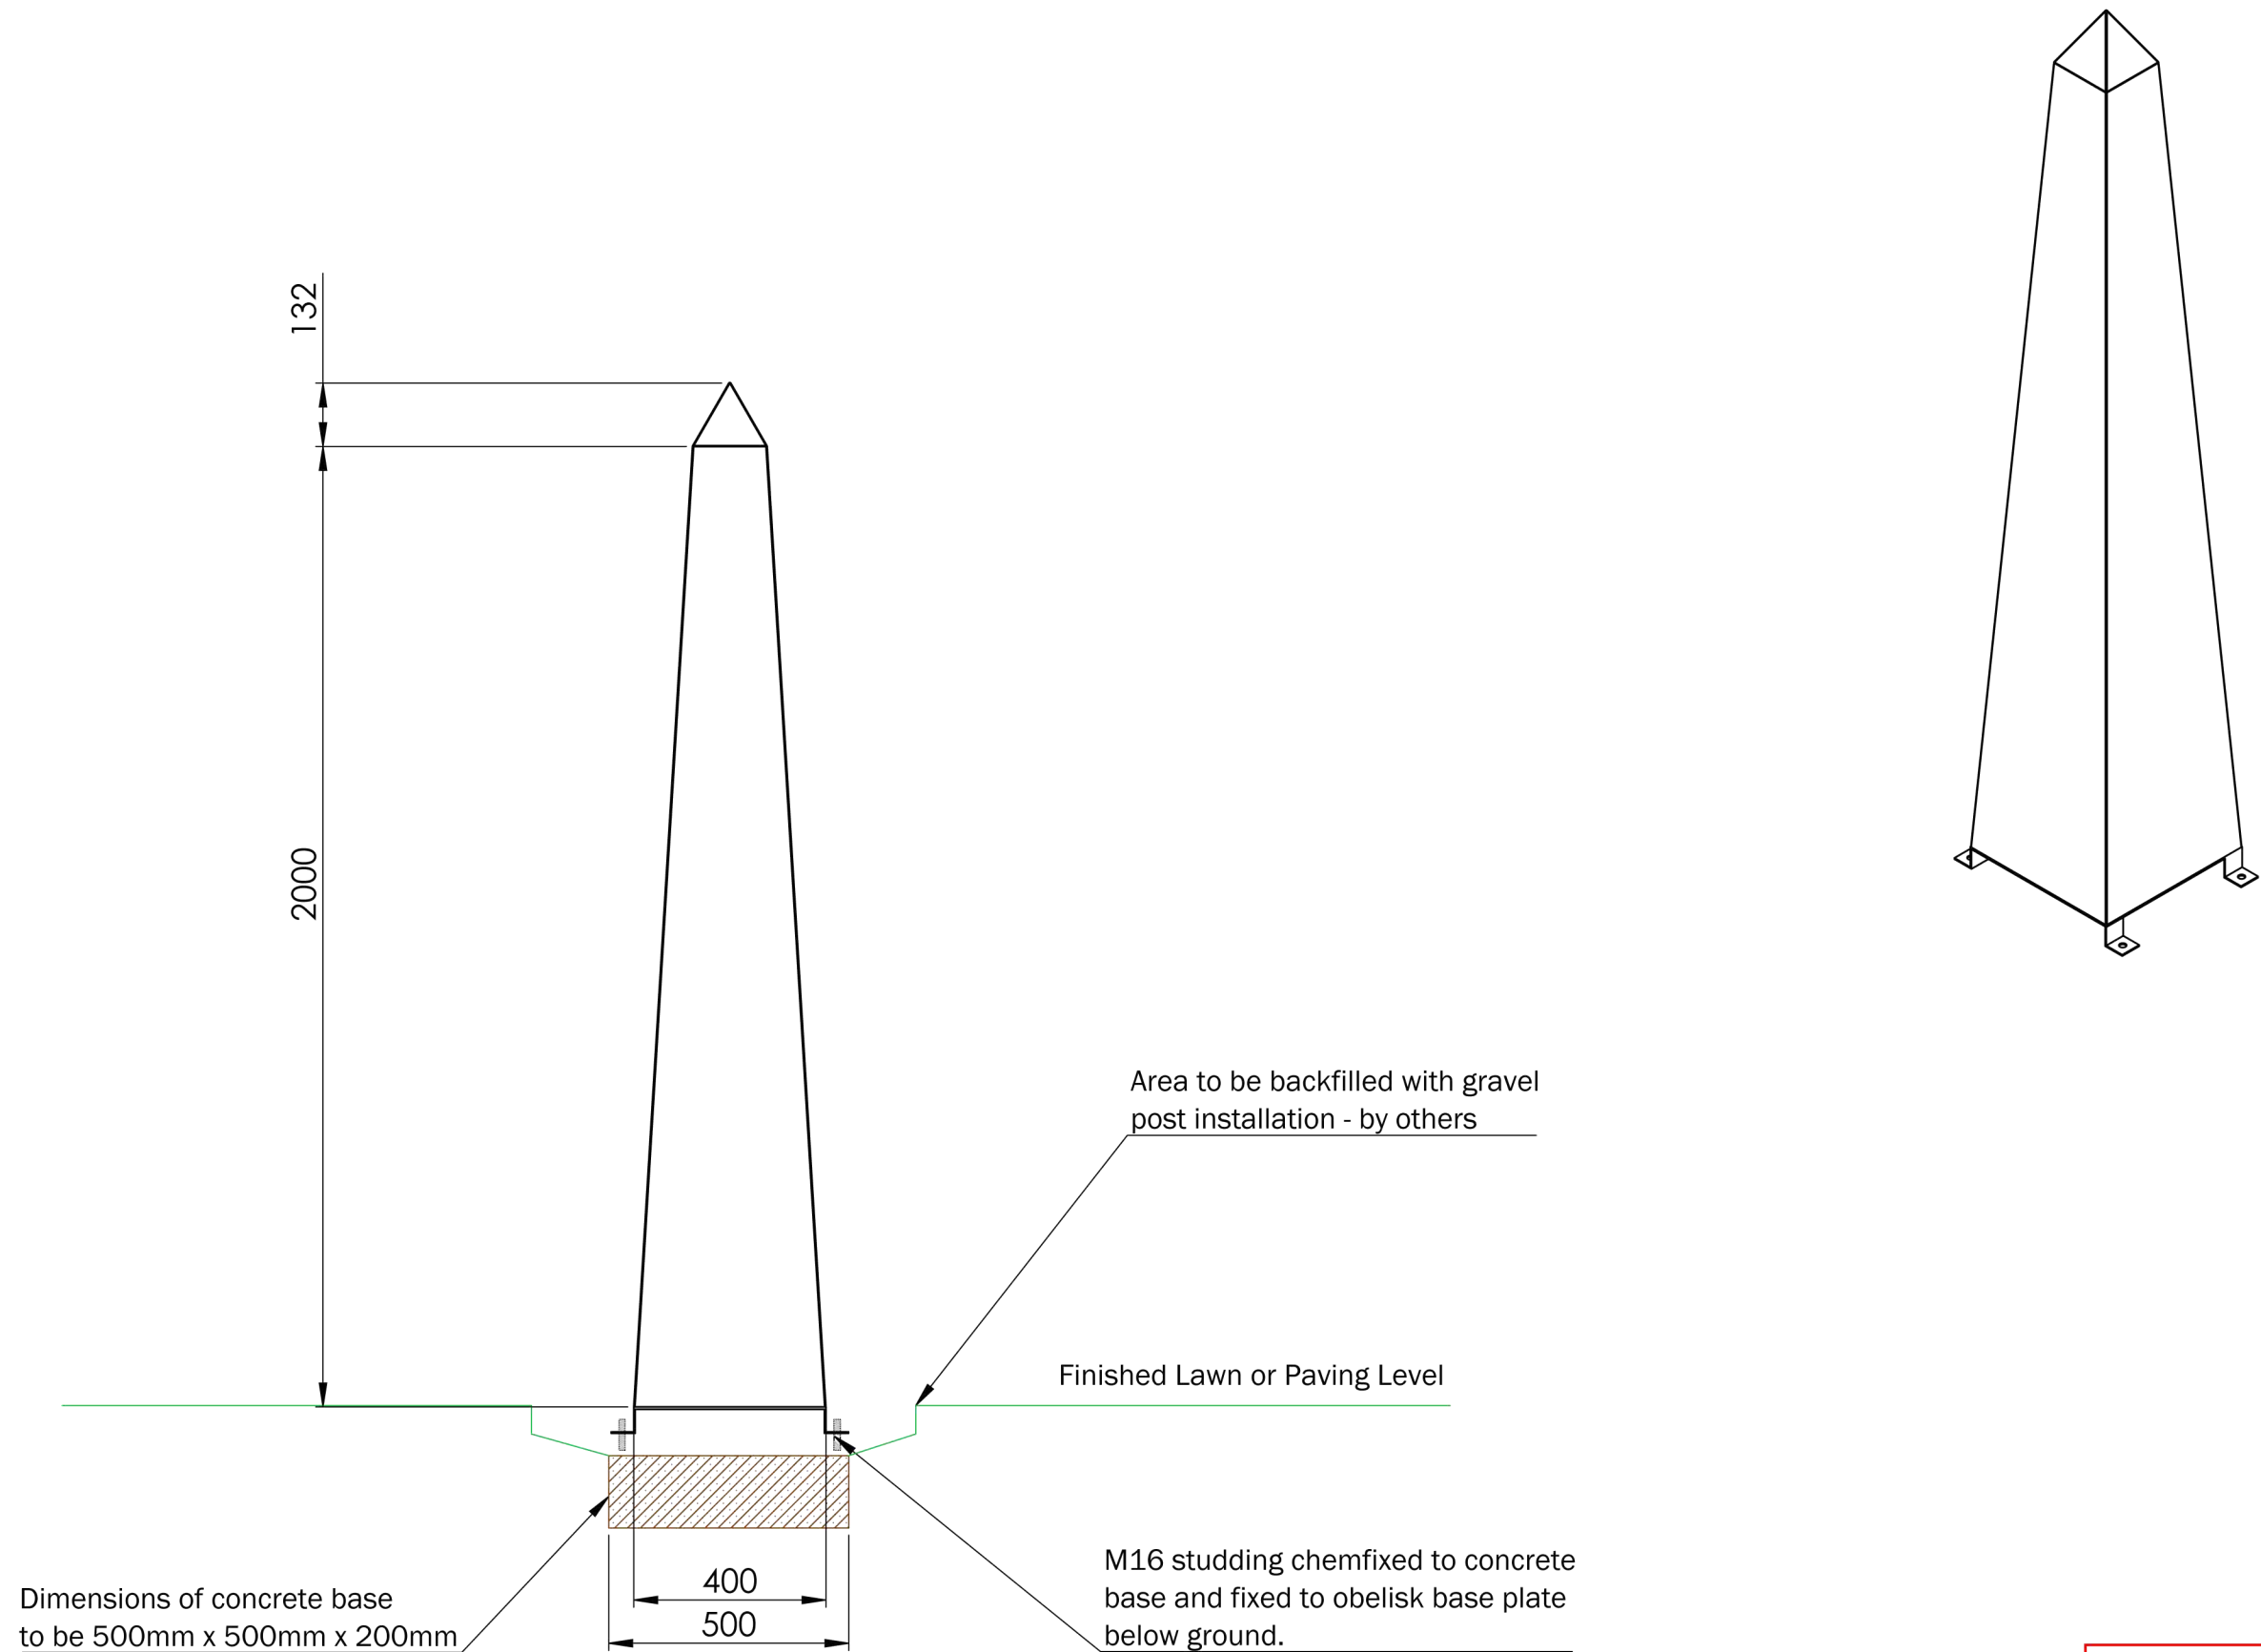 132
2000
Area to be backfilled with gravel
post installation - by others
Finished Lawn or Paving Level
M16 studding chemfixed to concrete
base and fixed to obelisk base plate
below ground.
400
500
Dimensions of concrete base
to be 500mm x 500mm x 200mm